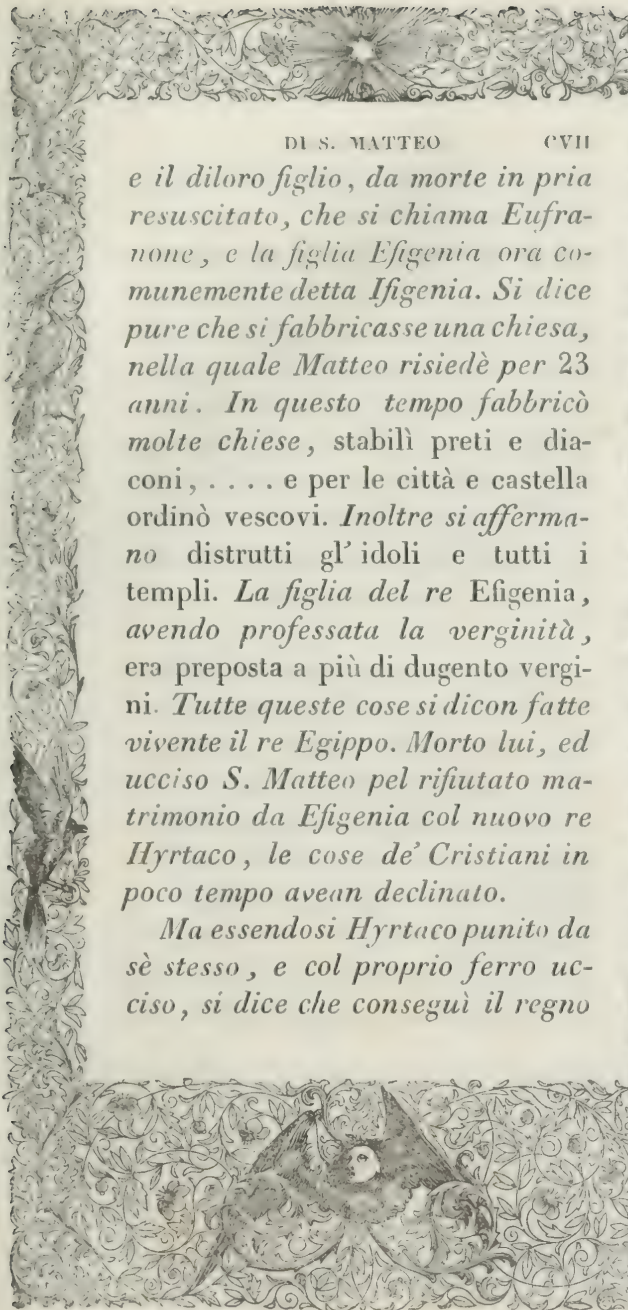 DI S. MATTEO CVII
e il diloro figlio, da morte in pria
resuscitato, che si chiama Eufra-
none, e la figlia Efigenia ora co-
munemente detta Ifigenia. Si dice
pure che si fabbricasse una chiesa,
nella quale Matteo risiedè per 23
anni. In questo tempo fabbricò
molte chiese, stabilì preti e dia-
coni, .... e per le città e castella
ordinò vescovi. Inoltre si afferma-
no distrutti gl' idoli e tutti i
templi. La figlia del re Efigenia,
avendo professata la verginità,
era preposta a più di dugento vergi-
ni. Tutte queste cose si dicon fatte
vivente il re Egippo. Morto lui, ed
ucciso S. Matteo pel rifiutato ma-
trimonio da Efigenia col nuovo re
Hyrtaco, le cose de' Cristiani in
poco tempo avean declinato.
Ma essendosi Hyrtaco punito da
sè stesso, e col proprio ferro uc-
ciso, si dice che conseguì il regno